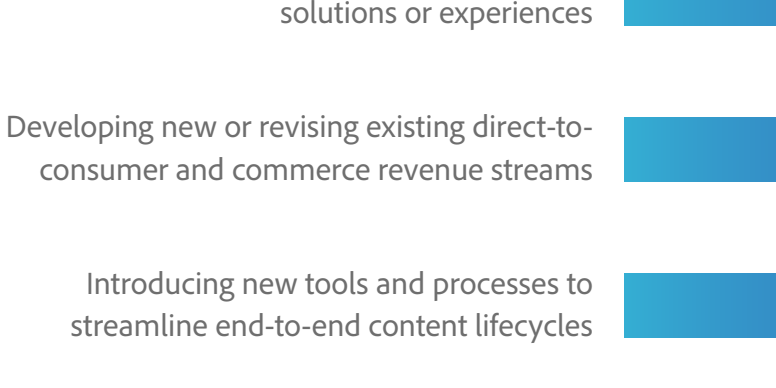 solutions or experiences
Developing new or revising existing direct-to-
consumer and commerce revenue streams
Introducing new tools and processes to
streamline end-to-end content lifecycles